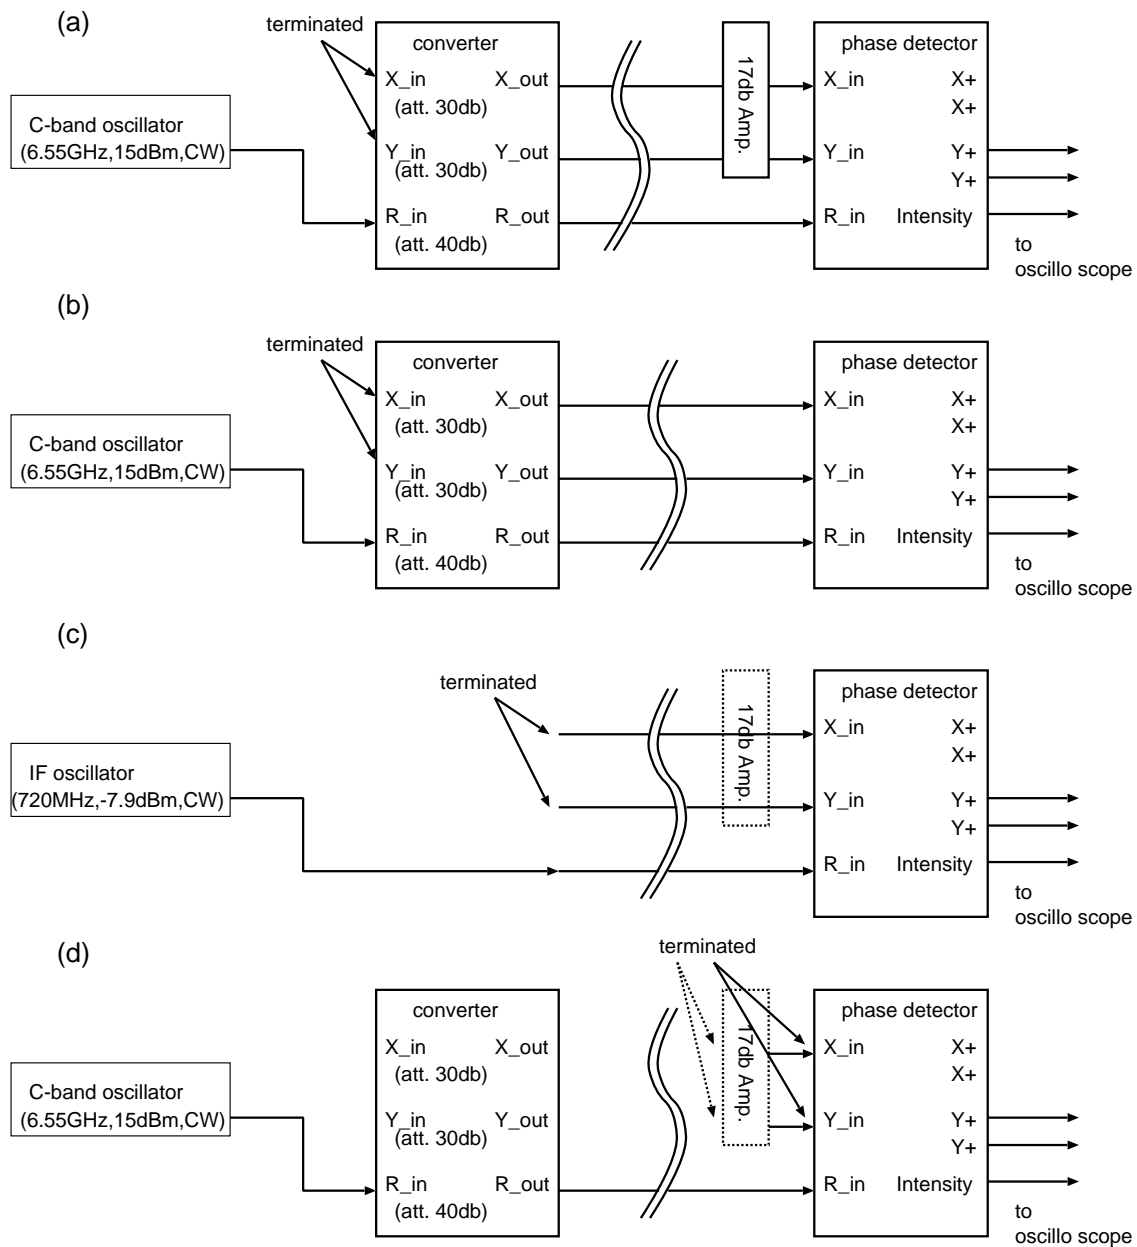 (a)
terminated
converter
phase detector
C-band oscillator
(6.55GHz,15dBm,CW)
X_in X_out
(att. 30db)
Y_in Y_out
(att. 30db)
R_in R_out
(att. 40db)
17db Amp.
X_in X+
X+
Y_in Y+
Y+
R_in Intensity
to
oscillo scope
(b)
terminated
converter
phase detector
C-band oscillator
(6.55GHz,15dBm,CW)
X_in X_out
(att. 30db)
Y_in Y_out
(att. 30db)
R_in R_out
(att. 40db)
X_in X+
X+
Y_in Y+
Y+
R_in Intensity
to
oscillo scope
(c)
terminated
phase detector
IF oscillator
(720MHz,-7.9dBm,CW)
17db Amp.
X_in X+
X+
Y_in Y+
Y+
R_in Intensity
to
oscillo scope
(d)
terminated
converter
phase detector
C-band oscillator
(6.55GHz,15dBm,CW)
X_in X_out
(att. 30db)
Y_in Y_out
(att. 30db)
R_in R_out
(att. 40db)
17db Amp.
X_in X+
X+
Y_in Y+
Y+
R_in Intensity
to
oscillo scope